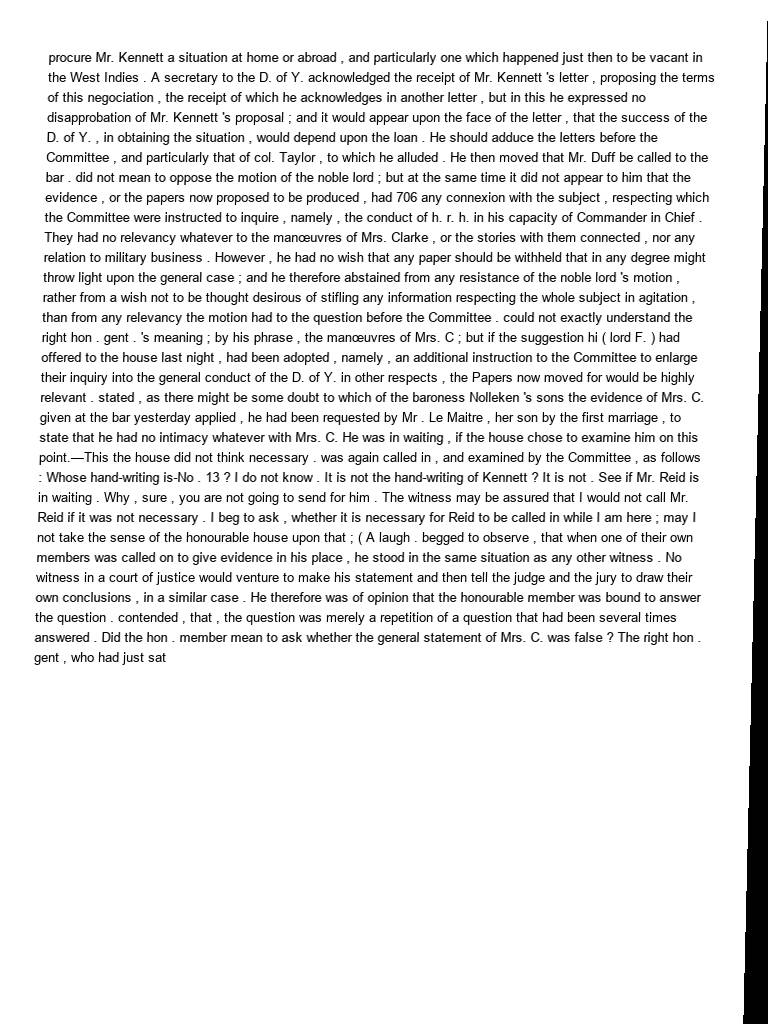 procure Mr. Kennett a situation at home or abroad , and particularly one which happened just then to be vacant in
the West Indies . A secretary to the D. of Y. acknowledged the receipt of Mr. Kennett 's letter , proposing the terms
of this negociation , the receipt of which he acknowledges in another letter , but in this he expressed no
disapprobation of Mr. Kennett 's proposal ; and it would appear upon the face of the letter , that the success of the
D. of Y. , in obtaining the situation , would depend upon the loan . He should adduce the letters before the
Committee , and particularly that of col. Taylor , to which he alluded . He then moved that Mr. Duff be called to the
bar . did not mean to oppose the motion of the noble lord ; but at the same time it did not appear to him that the
evidence , or the papers now proposed to be produced , had 706 any connexion with the subject , respecting which
the Committee were instructed to inquire , namely , the conduct of h. r. h. in his capacity of Commander in Chief .
They had no relevancy whatever to the manœuvres of Mrs. Clarke , or the stories with them connected , nor any
relation to military business . However , he had no wish that any paper should be withheld that in any degree might
throw light upon the general case ; and he therefore abstained from any resistance of the noble lord 's motion ,
rather from a wish not to be thought desirous of stifling any information respecting the whole subject in agitation ,
than from any relevancy the motion had to the question before the Committee . could not exactly understand the
right hon . gent . 's meaning ; by his phrase , the manœuvres of Mrs. C ; but if the suggestion hi ( lord F. ) had
offered to the house last night , had been adopted , namely , an additional instruction to the Committee to enlarge
their inquiry into the general conduct of the D. of Y. in other respects , the Papers now moved for would be highly
relevant . stated , as there might be some doubt to which of the baroness Nolleken 's sons the evidence of Mrs. C.
given at the bar yesterday applied , he had been requested by Mr . Le Maitre , her son by the first marriage , to
state that he had no intimacy whatever with Mrs. C. He was in waiting , if the house chose to examine him on this
point.—This the house did not think necessary . was again called in , and examined by the Committee , as follows
: Whose hand-writing is-No . 13 ? I do not know . It is not the hand-writing of Kennett ? It is not . See if Mr. Reid is
in waiting . Why , sure , you are not going to send for him . The witness may be assured that I would not call Mr.
Reid if it was not necessary . I beg to ask , whether it is necessary for Reid to be called in while I am here ; may I
not take the sense of the honourable house upon that ; ( A laugh . begged to observe , that when one of their own
members was called on to give evidence in his place , he stood in the same situation as any other witness . No
witness in a court of justice would venture to make his statement and then tell the judge and the jury to draw their
own conclusions , in a similar case . He therefore was of opinion that the honourable member was bound to answer
the question . contended , that , the question was merely a repetition of a question that had been several times
answered . Did the hon . member mean to ask whether the general statement of Mrs. C. was false ? The right hon .
gent , who had just sat